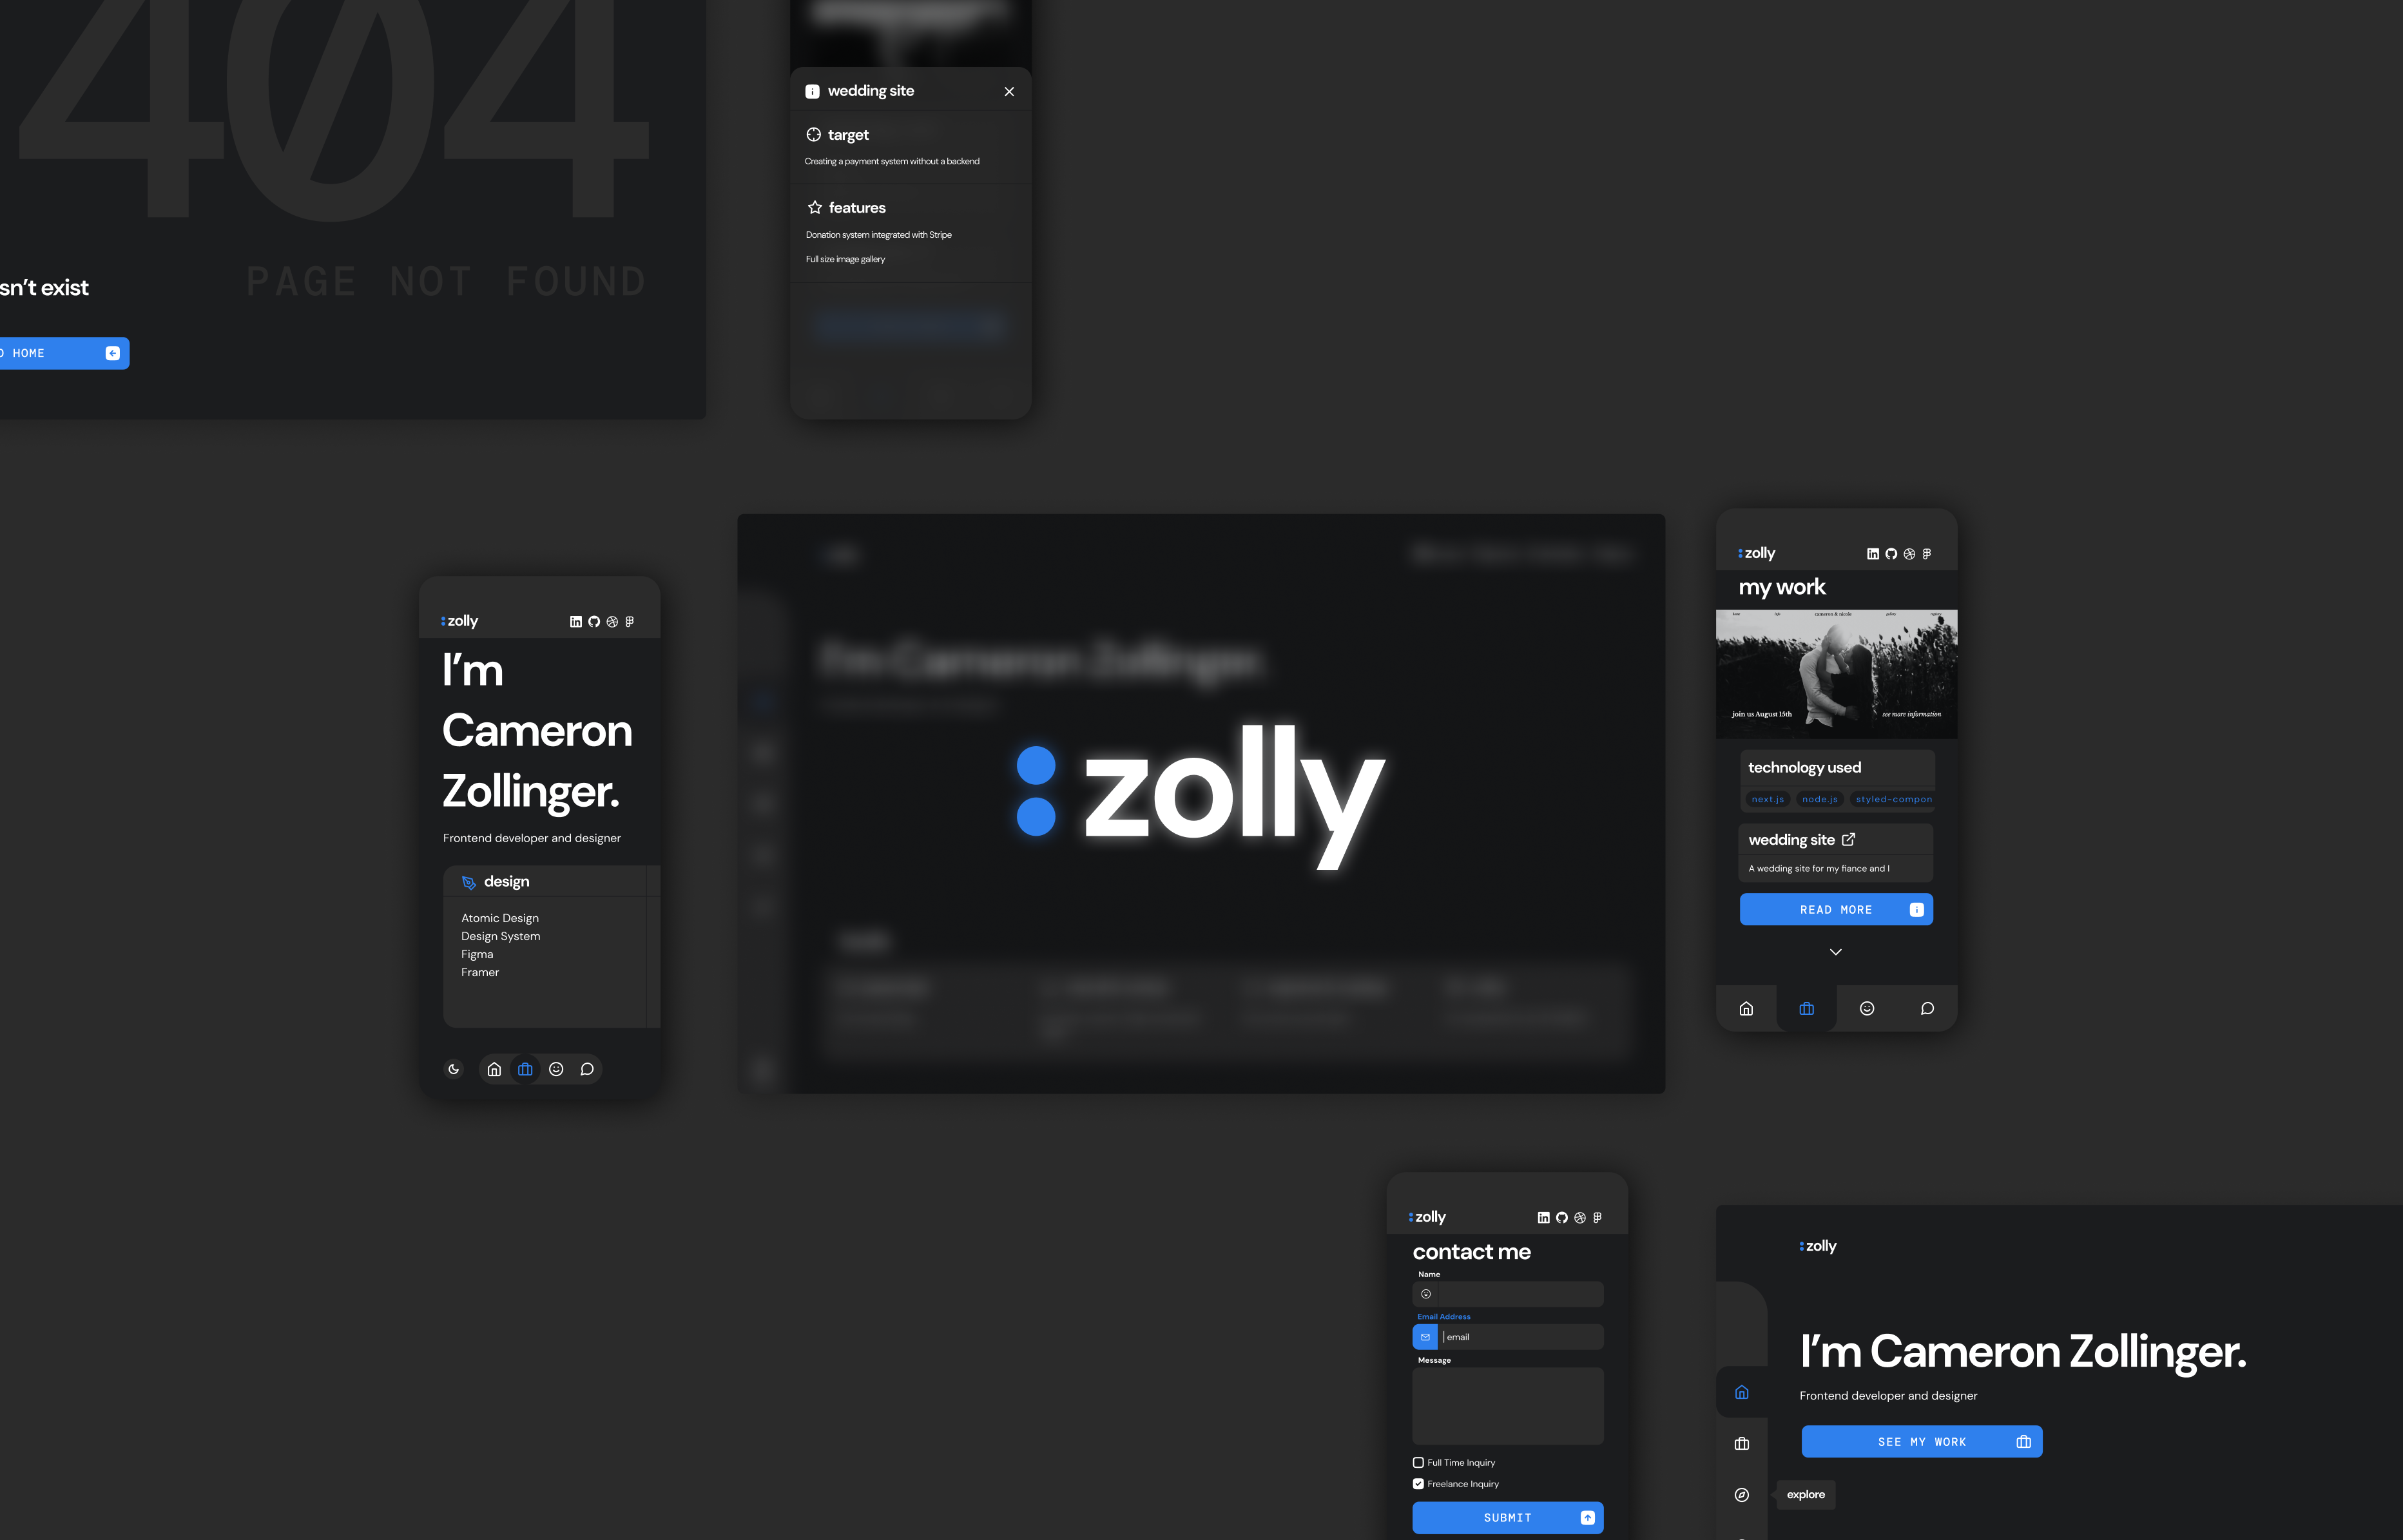 404
PAGE NOT FOUND
sn't exist
HOME
wedding site
target
Creating a payment system without a backend
features
Donation system integrated with Stripe
Full size image gallery
zolly
I'm
Cameron
Zollinger.
Frontend developer and designer
design
Atomic Design
Design System
Figma
Framer
I'm Cameron Zollinger.
zolly
zolly
my work
cameron & nicole
join us August 15th
see more information
technology used
next.js node.js styled-compon
wedding site
A wedding site for my fiance and I
READ MORE
zolly
contact me
Name
Email Address
email
Message
Full Time Inquiry
Freelance Inquiry
SUBMIT
zolly
I'm Cameron Zollinger.
Frontend developer and designer
SEE MY WORK
explore